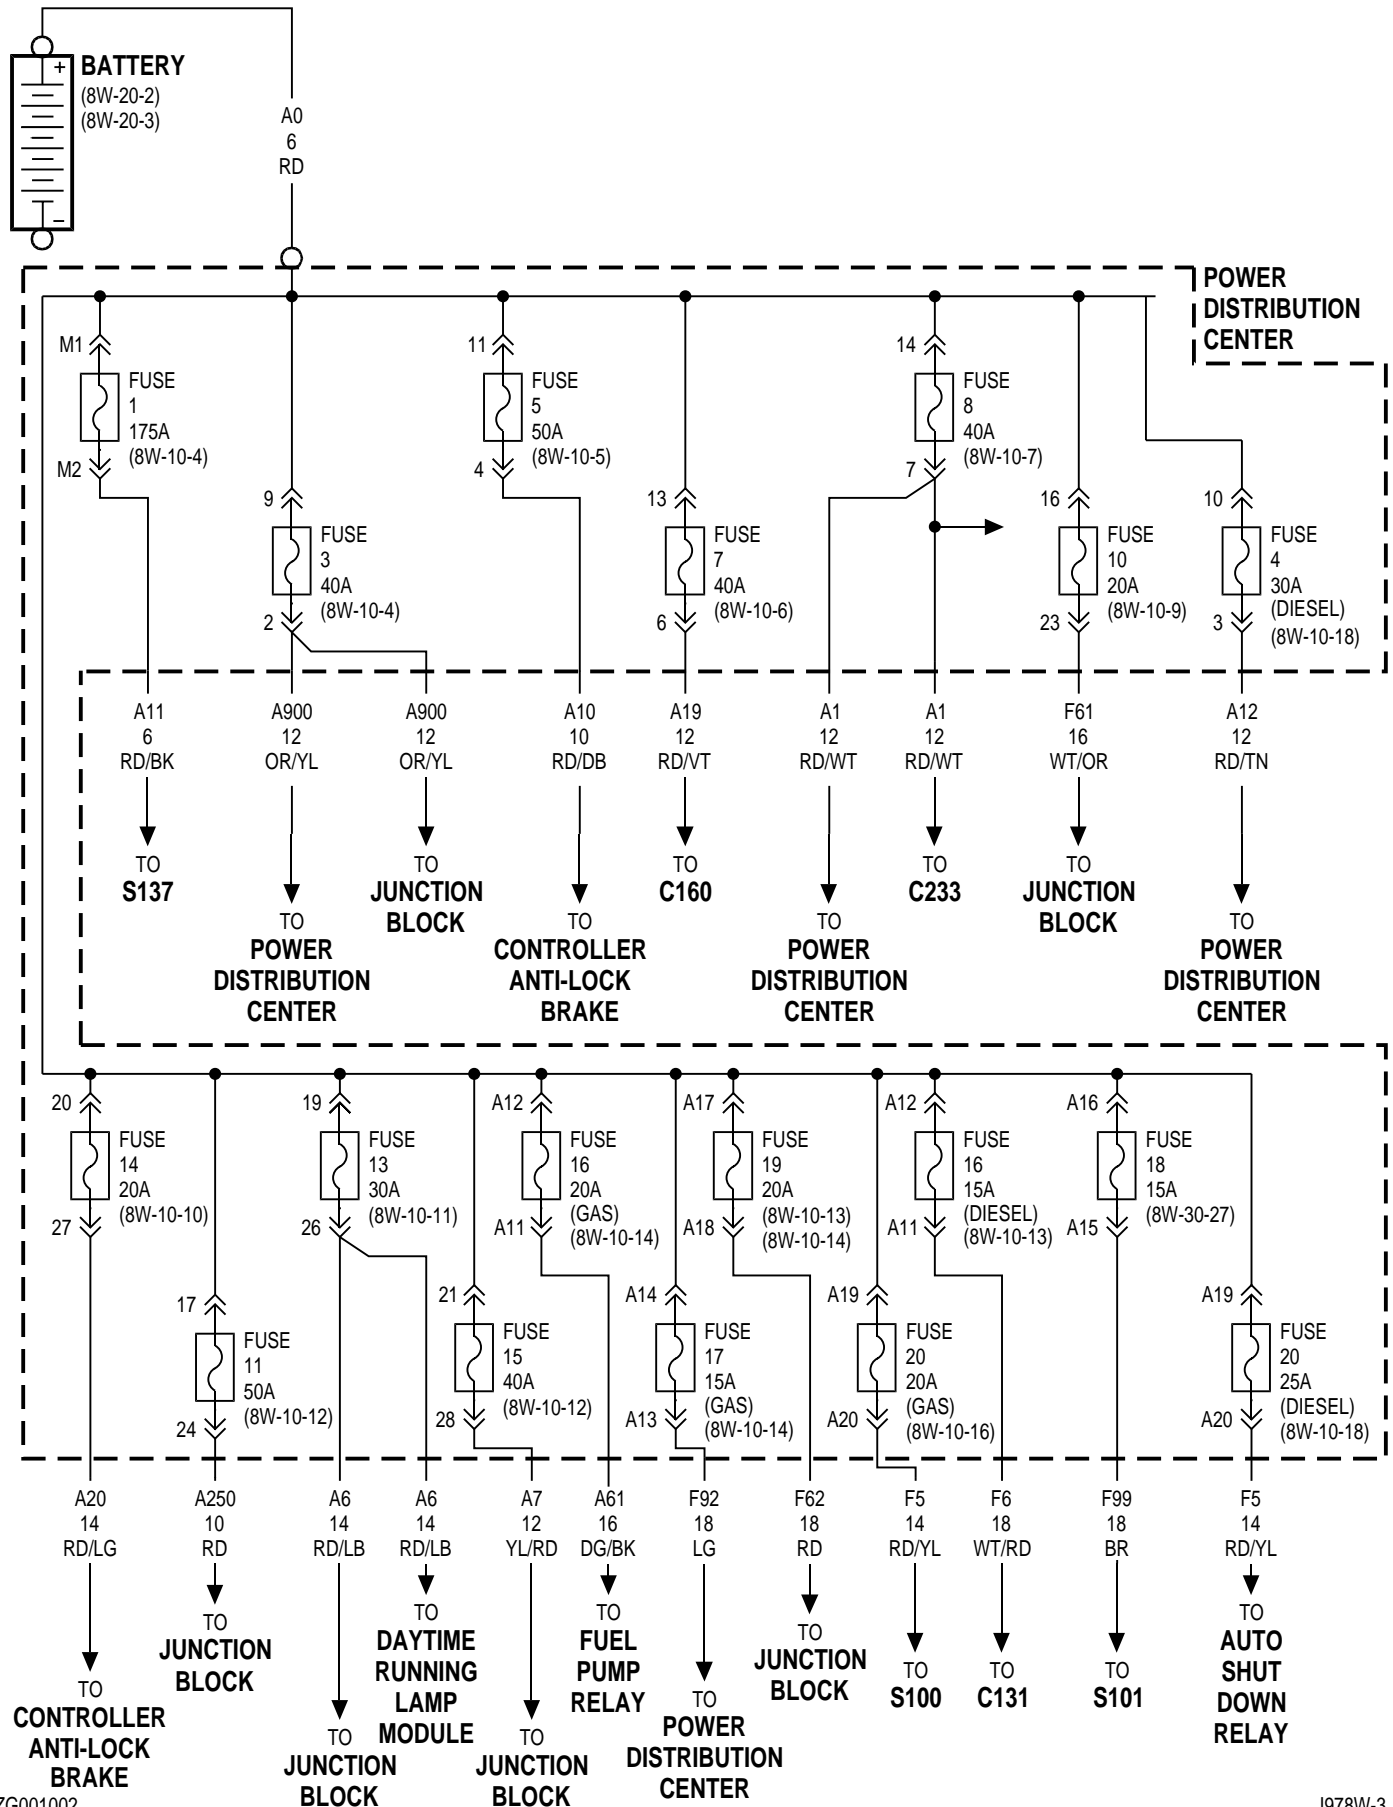 +
BATTERY
(8W-20-2)
(8W-20-3)
−
A0
6
RD
POWER
DISTRIBUTION
CENTER
M1
FUSE
1
175A
(8W-10-4)
M2
9
FUSE
3
40A
(8W-10-4)
2
11
FUSE
5
50A
(8W-10-5)
4
13
FUSE
7
40A
(8W-10-6)
6
14
FUSE
8
40A
(8W-10-7)
7
16
FUSE
10
20A
(8W-10-9)
23
10
FUSE
4
30A
(DIESEL)
(8W-10-18)
3
A11
6
RD/BK
TO
S137
A900
12
OR/YL
TO
POWER
DISTRIBUTION
CENTER
A900
12
OR/YL
TO
JUNCTION
BLOCK
A10
10
RD/DB
TO
CONTROLLER
ANTI-LOCK
BRAKE
A19
12
RD/VT
TO
C160
A1
12
RD/WT
TO
POWER
DISTRIBUTION
CENTER
A1
12
RD/WT
TO
C233
F61
16
WT/OR
TO
JUNCTION
BLOCK
A12
12
RD/TN
TO
POWER
DISTRIBUTION
CENTER
20
FUSE
14
20A
(8W-10-10)
27
17
FUSE
11
50A
(8W-10-12)
24
19
FUSE
13
30A
(8W-10-11)
26
21
FUSE
15
40A
(8W-10-12)
28
A12
FUSE
16
20A
(GAS)
(8W-10-14)
A11
A14
FUSE
17
15A
(GAS)
(8W-10-14)
A13
A17
FUSE
19
20A
(8W-10-13)
(8W-10-14)
A18
A19
FUSE
20
20A
(GAS)
(8W-10-16)
A20
A12
FUSE
16
15A
(DIESEL)
(8W-10-13)
A11
A16
FUSE
18
15A
(8W-30-27)
A15
A19
FUSE
20
25A
(DIESEL)
(8W-10-18)
A20
A20
14
RD/LG
TO
CONTROLLER
ANTI-LOCK
BRAKE
A250
10
RD
TO
JUNCTION
BLOCK
A6
14
RD/LB
TO
JUNCTION
BLOCK
A6
14
RD/LB
TO
DAYTIME
RUNNING
LAMP
MODULE
A7
12
YL/RD
TO
JUNCTION
BLOCK
A61
16
DG/BK
TO
FUEL
PUMP
RELAY
F92
18
LG
TO
POWER
DISTRIBUTION
CENTER
F62
18
RD
TO
JUNCTION
BLOCK
F5
14
RD/YL
TO
S100
F6
18
WT/RD
TO
C131
F99
18
BR
TO
S101
F5
14
RD/YL
TO
AUTO
SHUT
DOWN
RELAY
ZG001002
J978W-3